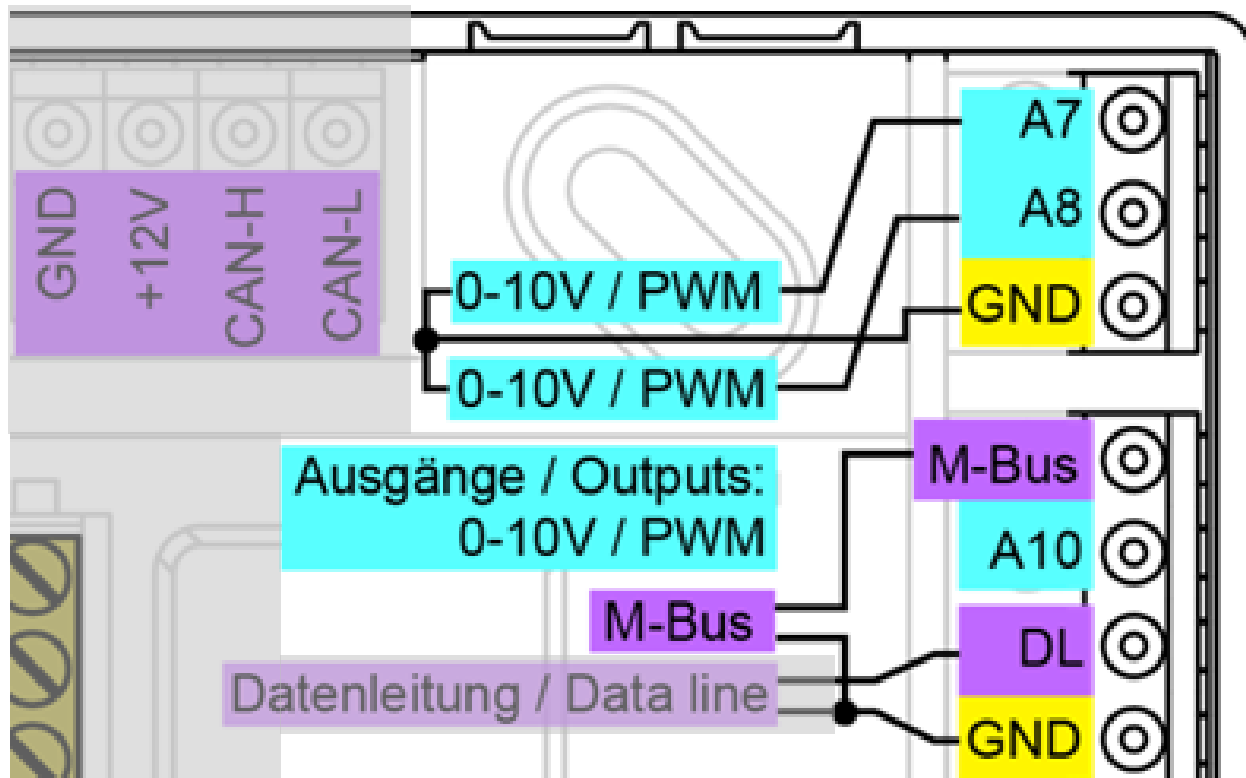 GND
+12V
CAN-H
CAN-L
A7
A8
0-10V / PWM
GND
0-10V / PWM
M-Bus
Ausgänge / Outputs:
0-10V / PWM
A10
M-Bus
DL
Datenleitung / Data line
GND